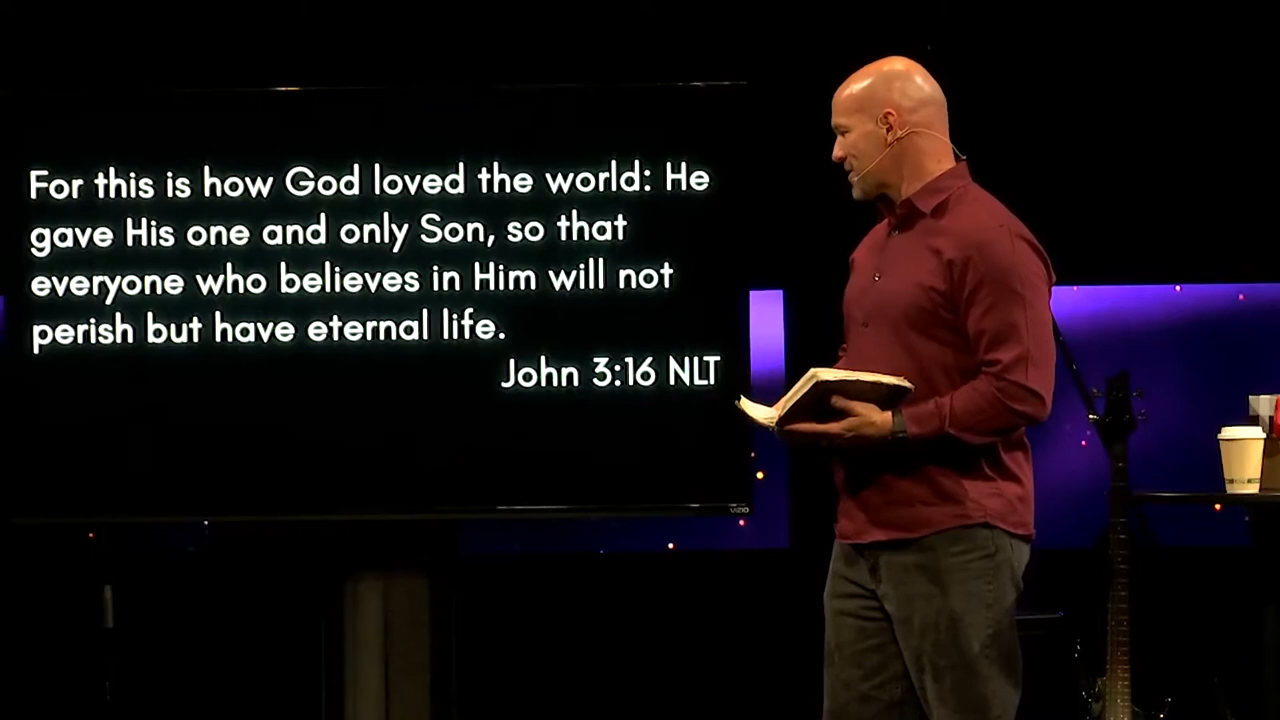 For this is how God loved the world: He
gave His one and only Son, so that
everyone who believes in Him will not
perish but have eternal life.
John 3:16 NLT
VIZIO